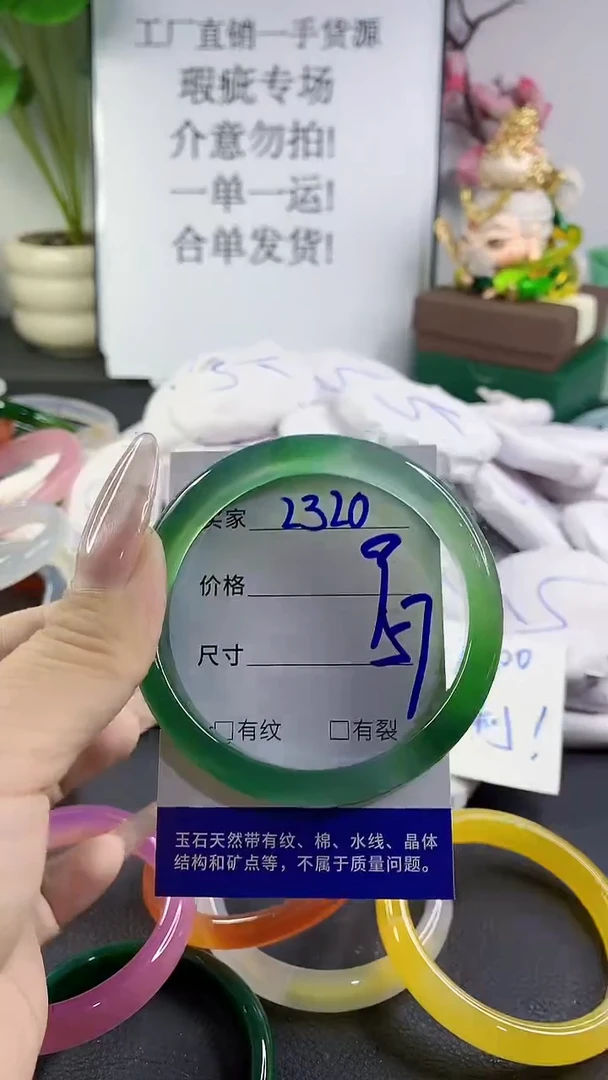 工厂直销一手货源
瑕疵专场
介意勿拍!
一单一运!
合单发货!
卖家 2320
价格
尺寸 57
□有纹 □有裂
玉石天然带有纹、棉、水线、晶体
结构和矿点等，不属于质量问题。